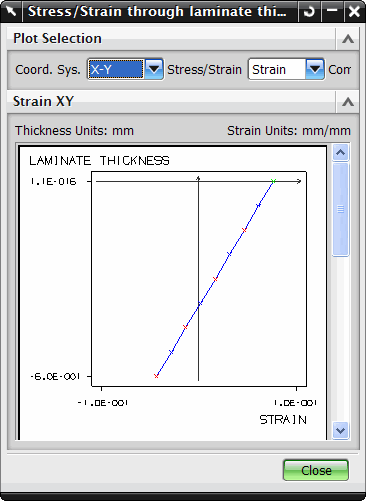 Stress/Strain through laminate thi...
Plot Selection
Coord. Sys. X-Y Stress/Strain Strain Com
Strain XY
Thickness Units: mm Strain Units: mm/mm
LAMINATE THICKNESS
1.1E-016
-6.0E-001
-1.0E-001 1.0E-001
STRAIN
Close